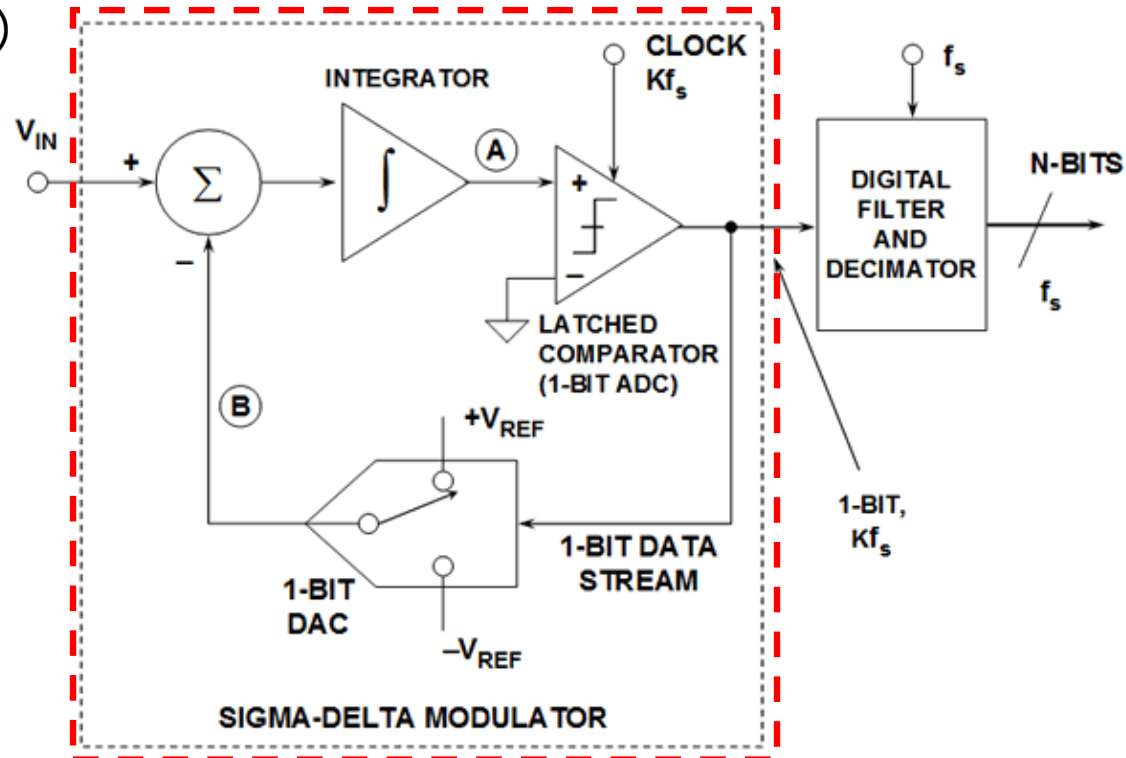 )
CLOCK
Kfs
INTEGRATOR
fs
VIN
+
Σ
−
∫
A
+
−
DIGITAL
FILTER
AND
DECIMATOR
N-BITS
fs
LATCHED
COMPARATOR
(1-BIT ADC)
B
+VREF
1-BIT,
Kfs
1-BIT DATA
STREAM
1-BIT
DAC
−VREF
SIGMA-DELTA MODULATOR